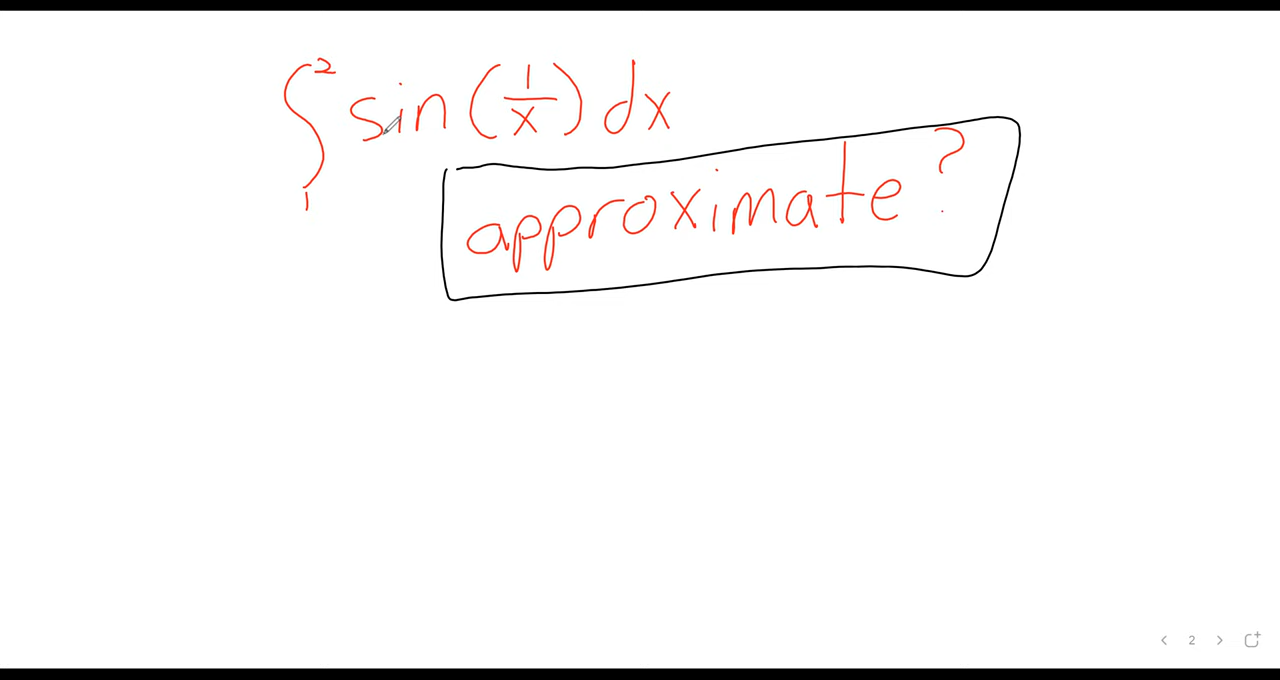 ∫₁² sin(1/x) dx
approximate?
2